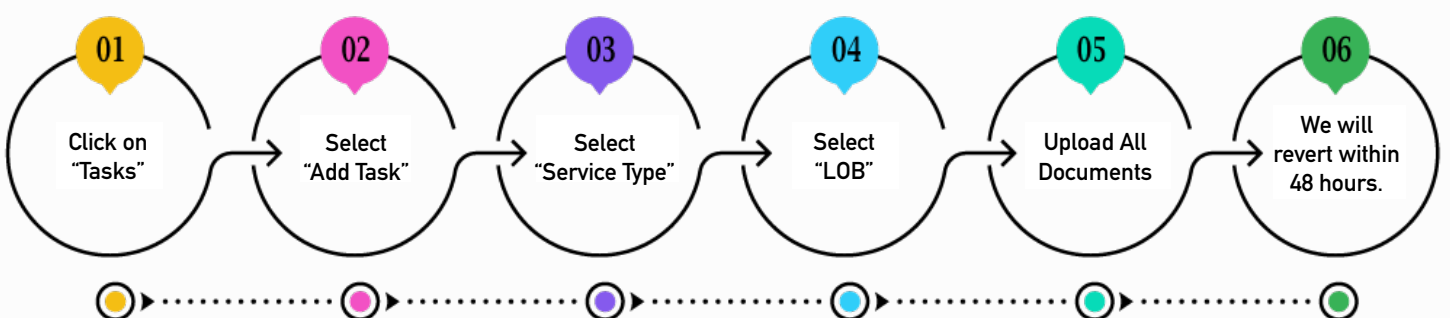 01
Click on
“Tasks”
02
Select
“Add Task”
03
Select
“Service Type”
04
Select
“LOB”
05
Upload All
Documents
06
We will
revert within
48 hours.